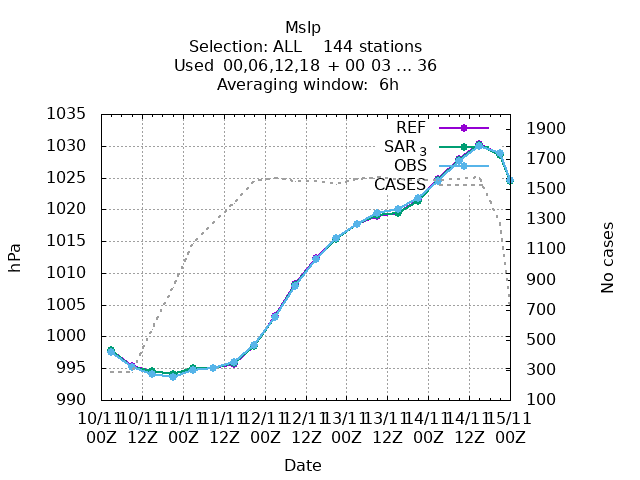 Mslp
Selection: ALL 144 stations
Used 00,06,12,18 + 00 03 ... 36
Averaging window: 6h
1035
1030
1025
1020
1015
1010
1005
1000
995
990
hPa
REF
SAR 3
OBS
CASES
1900
1700
1500
1300
1100
900
700
500
300
100
No cases
10/11 10/11 11/11 11/11 12/11 12/11 13/11 13/11 14/11 14/11 15/11
00Z 12Z 00Z 12Z 00Z 12Z 00Z 12Z 00Z 12Z 00Z
Date